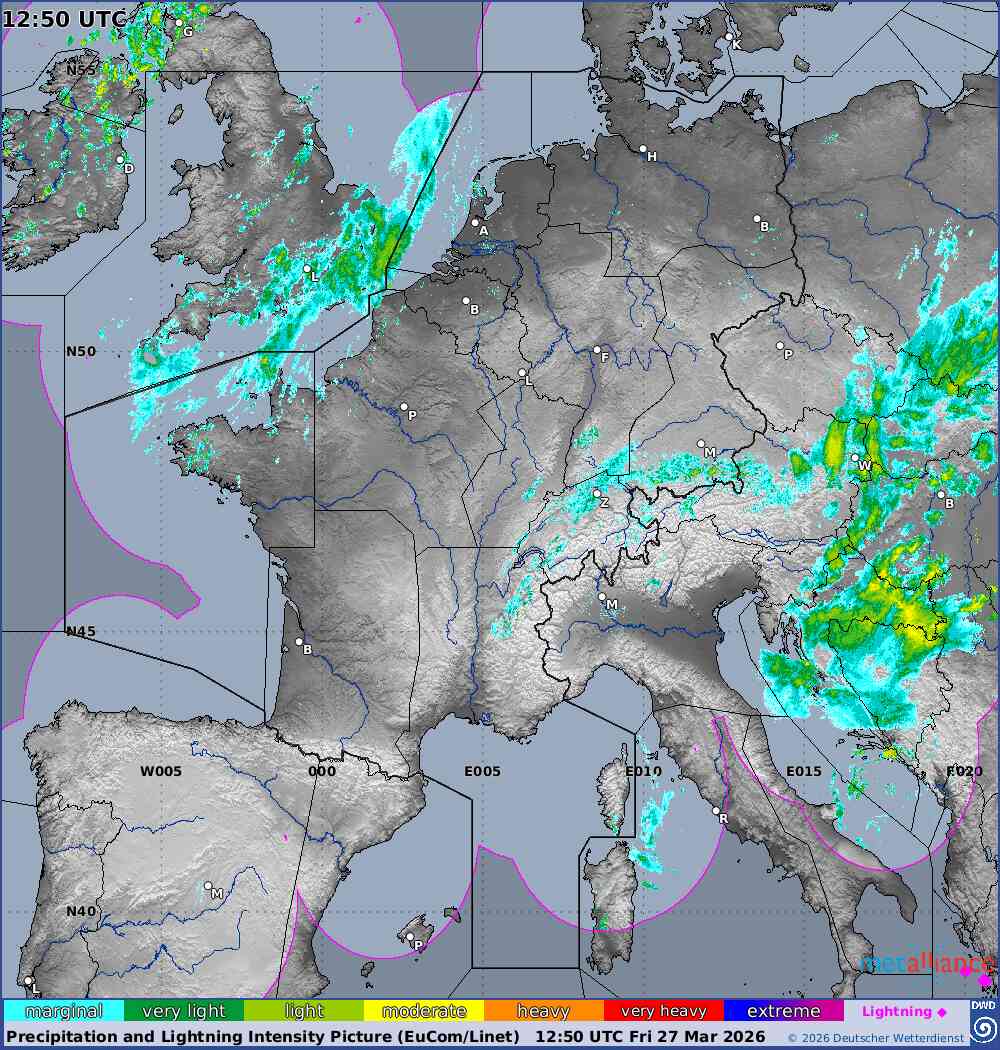 12:50 UTC
G
K
N55
D
H
A
B
L
B
N50
P
F
L
P
M
W
Z
B
M
N45
B
W005
000
E005
E010
E015
E020
R
M
N40
P
L
metalliance
marginal very light light moderate heavy very heavy extreme Lightning ◆
DWD
Precipitation and Lightning Intensity Picture (EuCom/Linet) 12:50 UTC Fri 27 Mar 2026 © 2026 Deutscher Wetterdienst